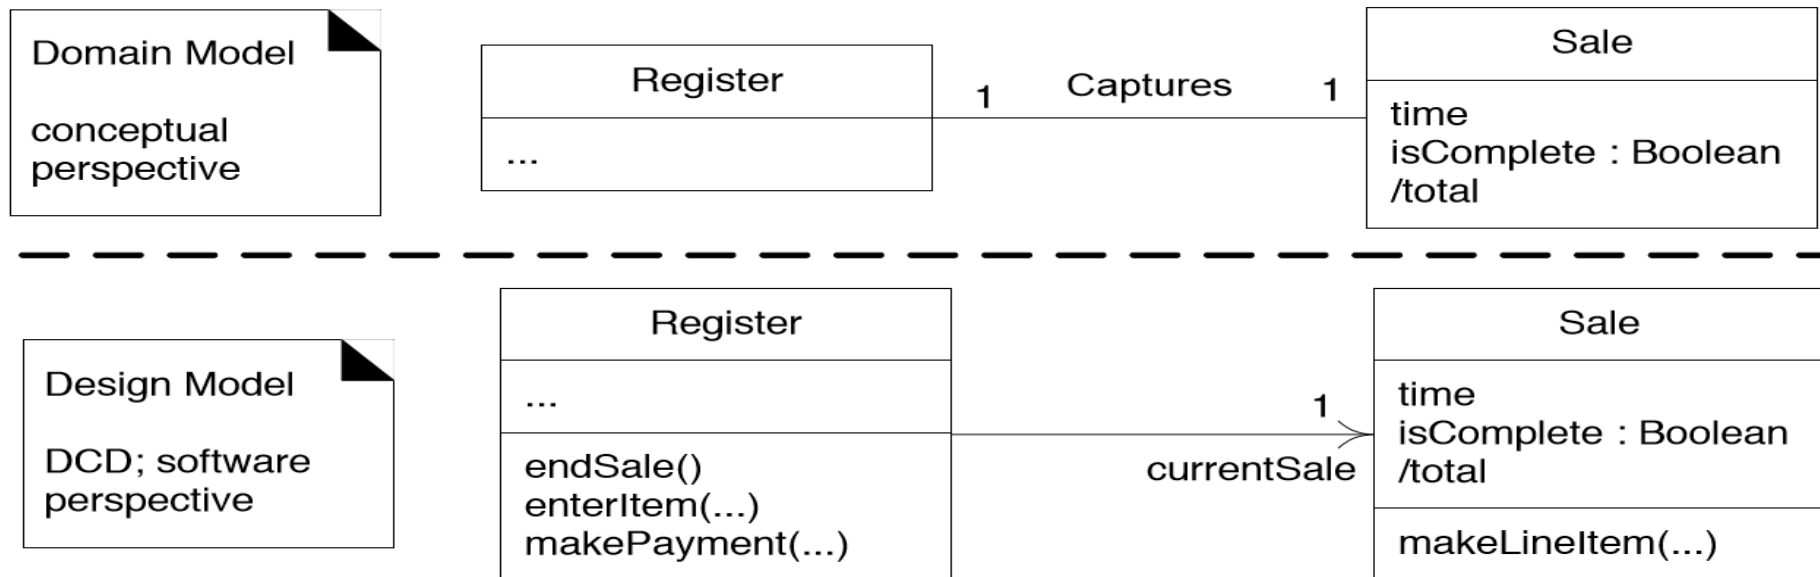 Domain Model
conceptual
perspective
Register
...
1
Captures
1
Sale
time
isComplete : Boolean
/total
Design Model
DCD; software
perspective
Register
...
endSale()
enterItem(...)
makePayment(...)
1
currentSale
Sale
time
isComplete : Boolean
/total
makeLineItem(...)